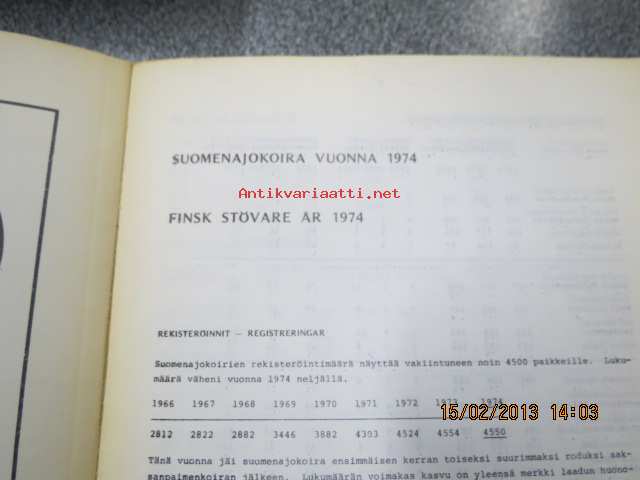 SUOMENAJOKOIRA VUONNA 1974
Antikvariaatti.net
FINSK STÖVARE ÅR 1974
REKISTERÖINNIT — REGISTRERINGAR
Suomenajokoirien rekisteröintimäärä näyttää vakiintuneen noin 4500 paikkeille. Luku-
määrä väheni vuonna 1974 neljällä.
1966 1967 1968 1969 1970 1971 1972 1973 1974
15/02/2013 14:03
2812 2822 2882 3446 3882 4303 4524 4554 4550
Tänä vuonna jäi suomenajokoira ensimmäisen kerran toiseksi suurimmaksi roduksi sak-
sanpaimenkoiran jälkeen. Lukumäärän voimakas kasvu on yleensä merkki laadun huono-